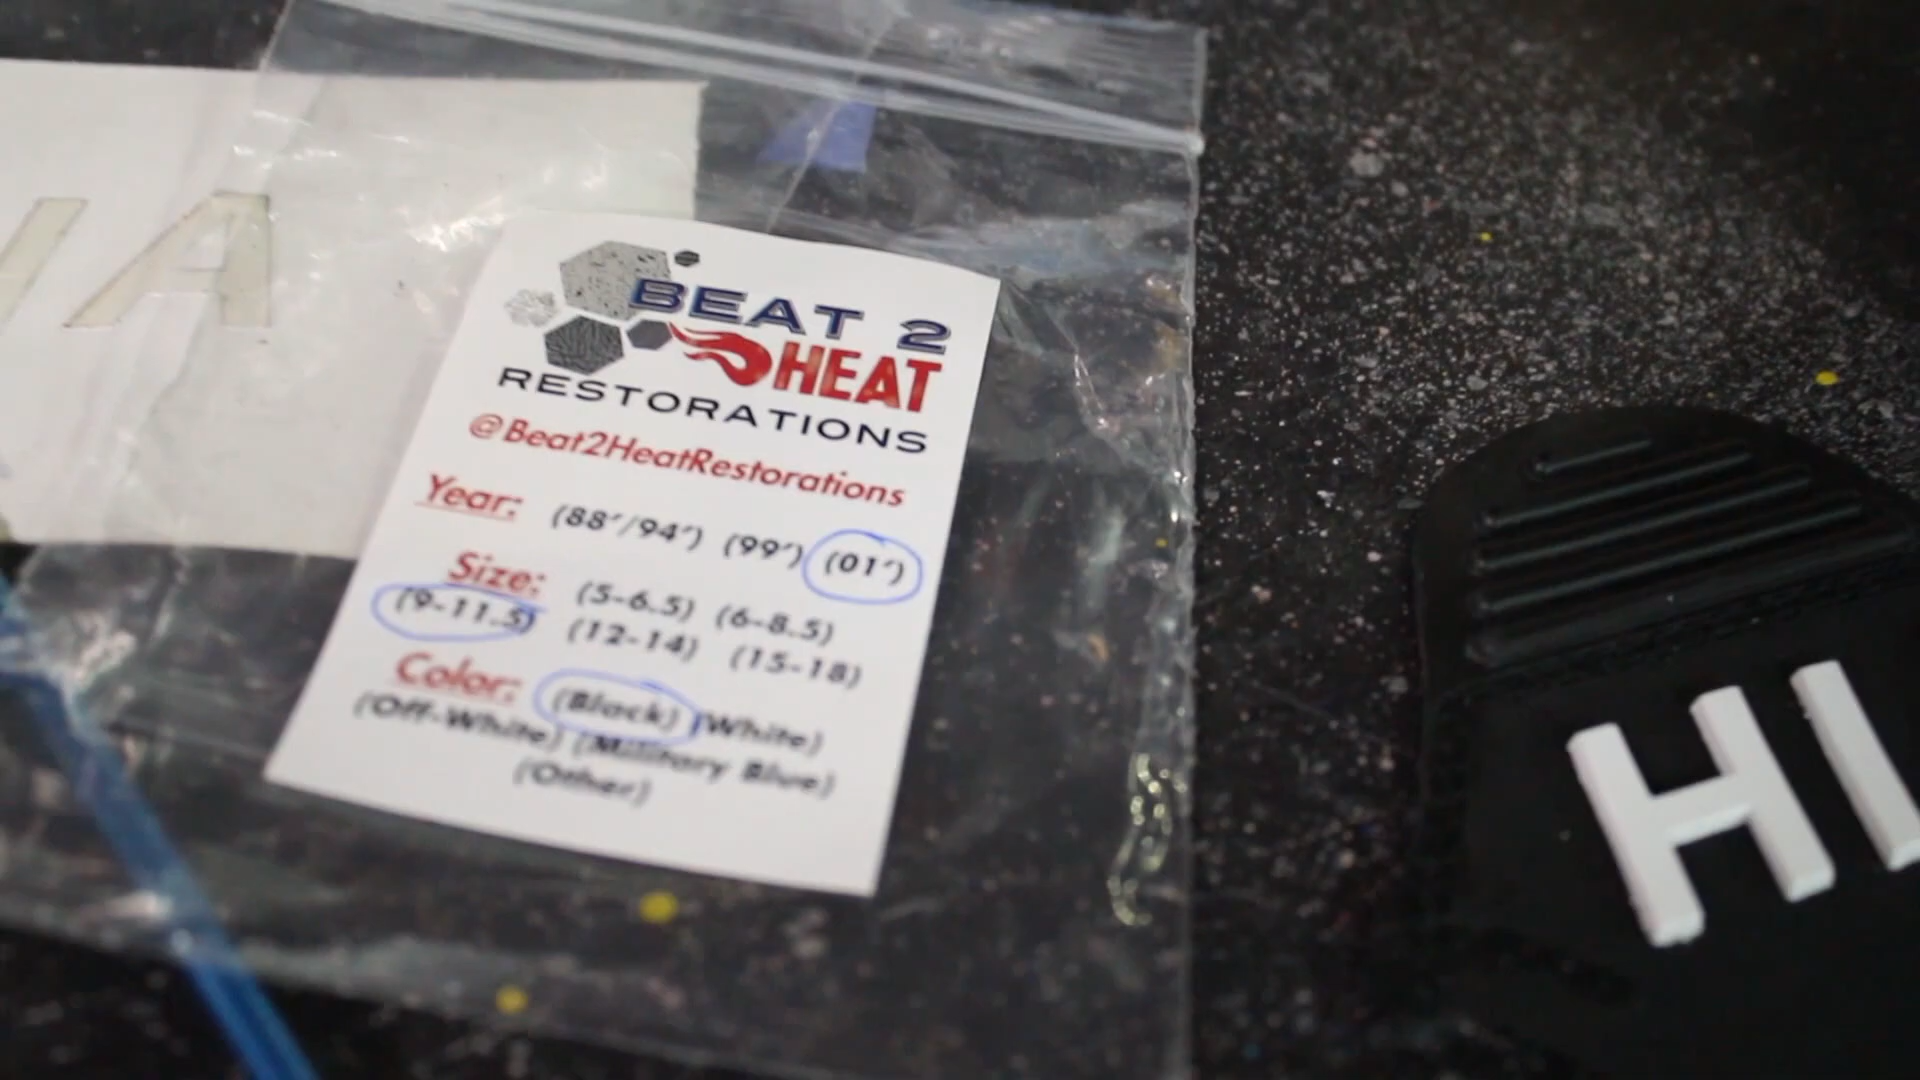 IA
BEAT 2
HEAT
RESTORATIONS
@Beat2HeatRestorations
Year: (88'/94') (99') (01')
Size: (5-6.5) (6-8.5)
(9-11.5) (12-14) (15-18)
Color: (Black) (White)
(Off-White) (Military Blue)
(Other)
HI